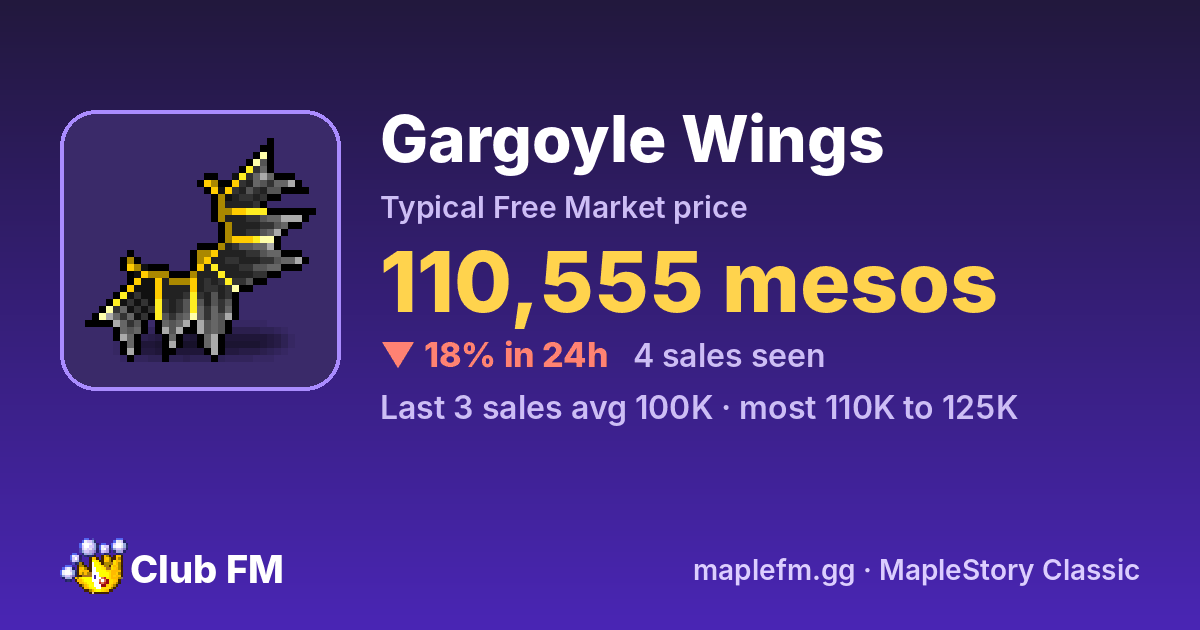 Gargoyle Wings
Typical Free Market price
110,555 mesos
▼ 18% in 24h 4 sales seen
Last 3 sales avg 100K · most 110K to 125K
Club FM
maplefm.gg · MapleStory Classic